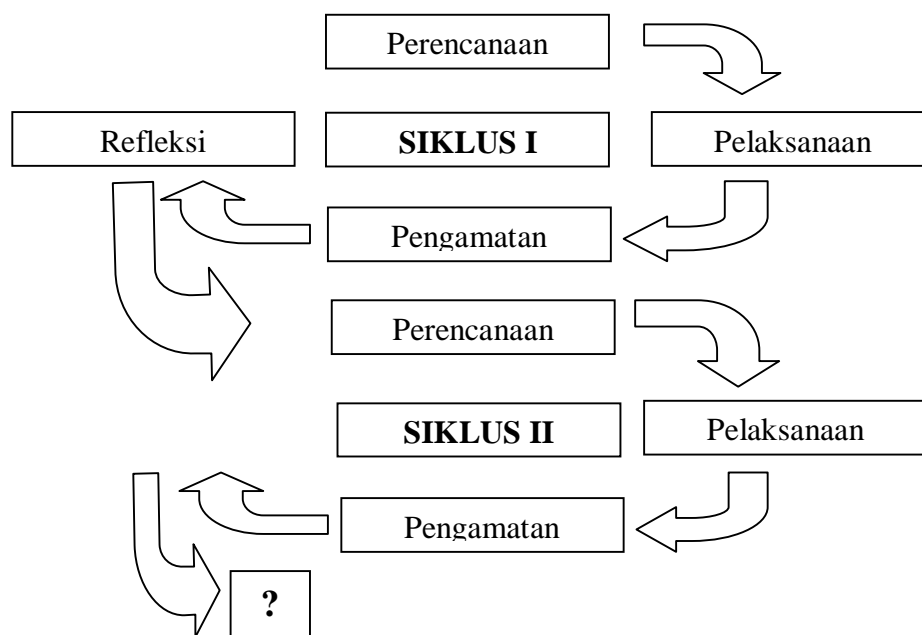 Perencanaan
Refleksi
SIKLUS I
Pelaksanaan
Pengamatan
Perencanaan
SIKLUS II
Pelaksanaan
Pengamatan
?